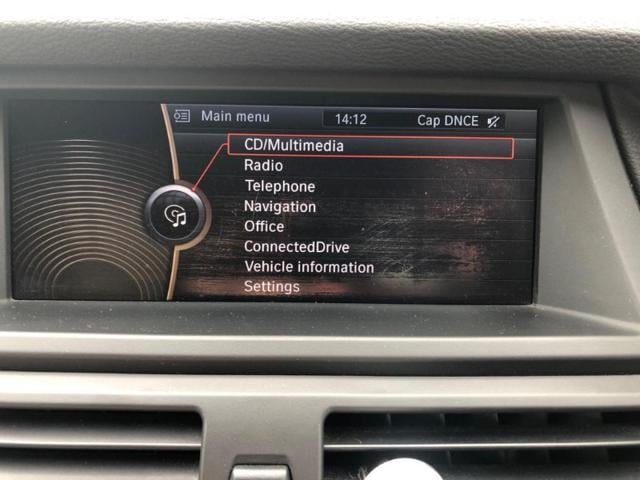 Main menu 14:12 Cap DNCE
CD/Multimedia
Radio
Telephone
Navigation
Office
ConnectedDrive
Vehicle information
Settings